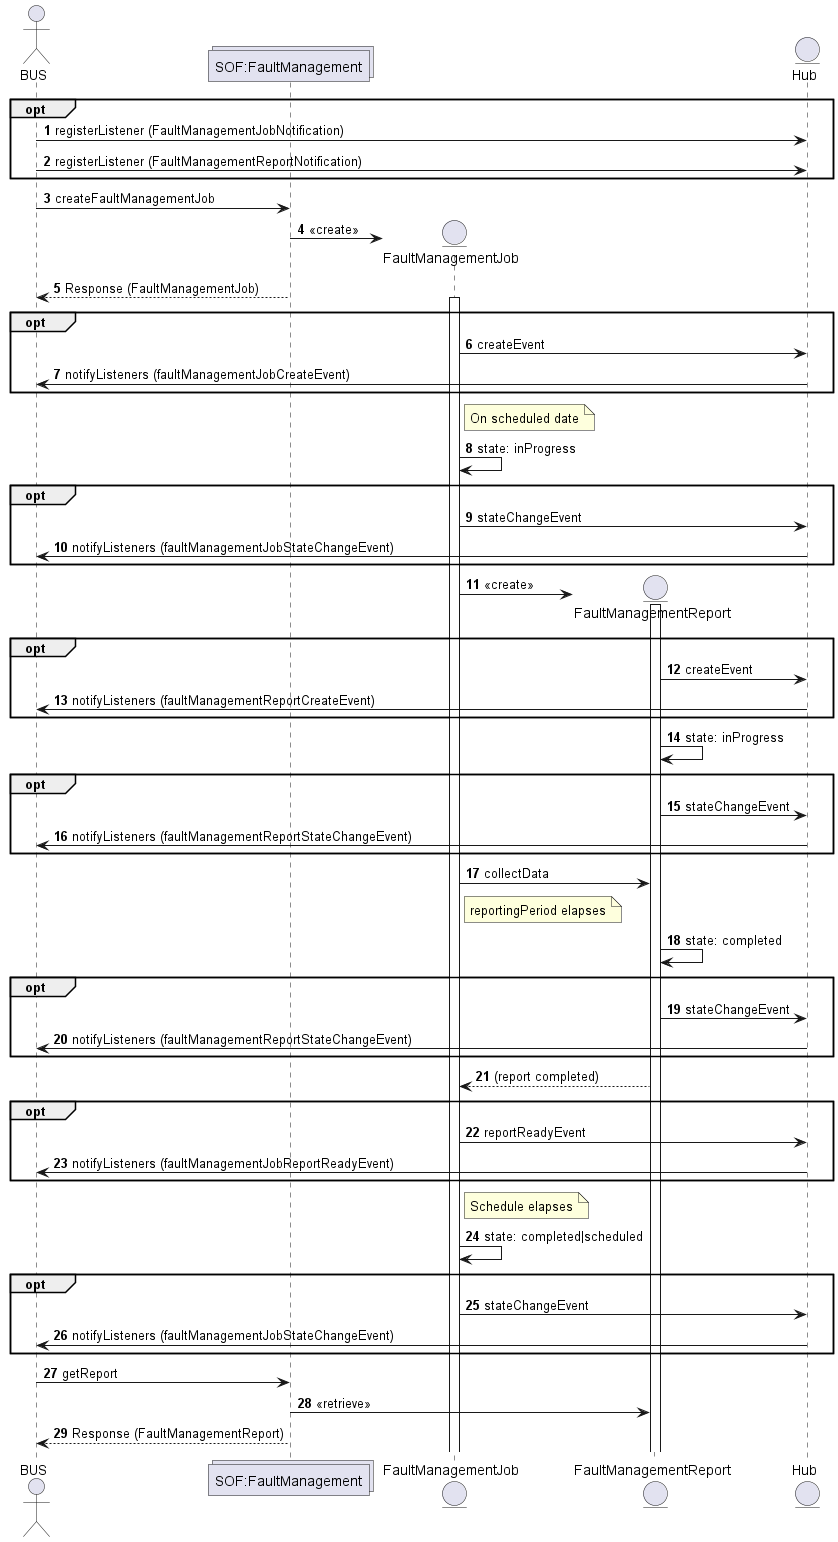 BUS
SOF:FaultManagement
Hub
opt
1 registerListener (FaultManagementJobNotification)
2 registerListener (FaultManagementReportNotification)
3 createFaultManagementJob
4 «create»
FaultManagementJob
5 Response (FaultManagementJob)
opt
6 createEvent
7 notifyListeners (faultManagementJobCreateEvent)
On scheduled date
8 state: inProgress
opt
9 stateChangeEvent
10 notifyListeners (faultManagementJobStateChangeEvent)
11 «create»
FaultManagementReport
opt
12 createEvent
13 notifyListeners (faultManagementReportCreateEvent)
14 state: inProgress
opt
15 stateChangeEvent
16 notifyListeners (faultManagementReportStateChangeEvent)
17 collectData
reportingPeriod elapses
18 state: completed
opt
19 stateChangeEvent
20 notifyListeners (faultManagementReportStateChangeEvent)
21 (report completed)
opt
22 reportReadyEvent
23 notifyListeners (faultManagementJobReportReadyEvent)
Schedule elapses
24 state: completed|scheduled
opt
25 stateChangeEvent
26 notifyListeners (faultManagementJobStateChangeEvent)
27 getReport
28 «retrieve»
29 Response (FaultManagementReport)
BUS
SOF:FaultManagement
FaultManagementJob
FaultManagementReport
Hub